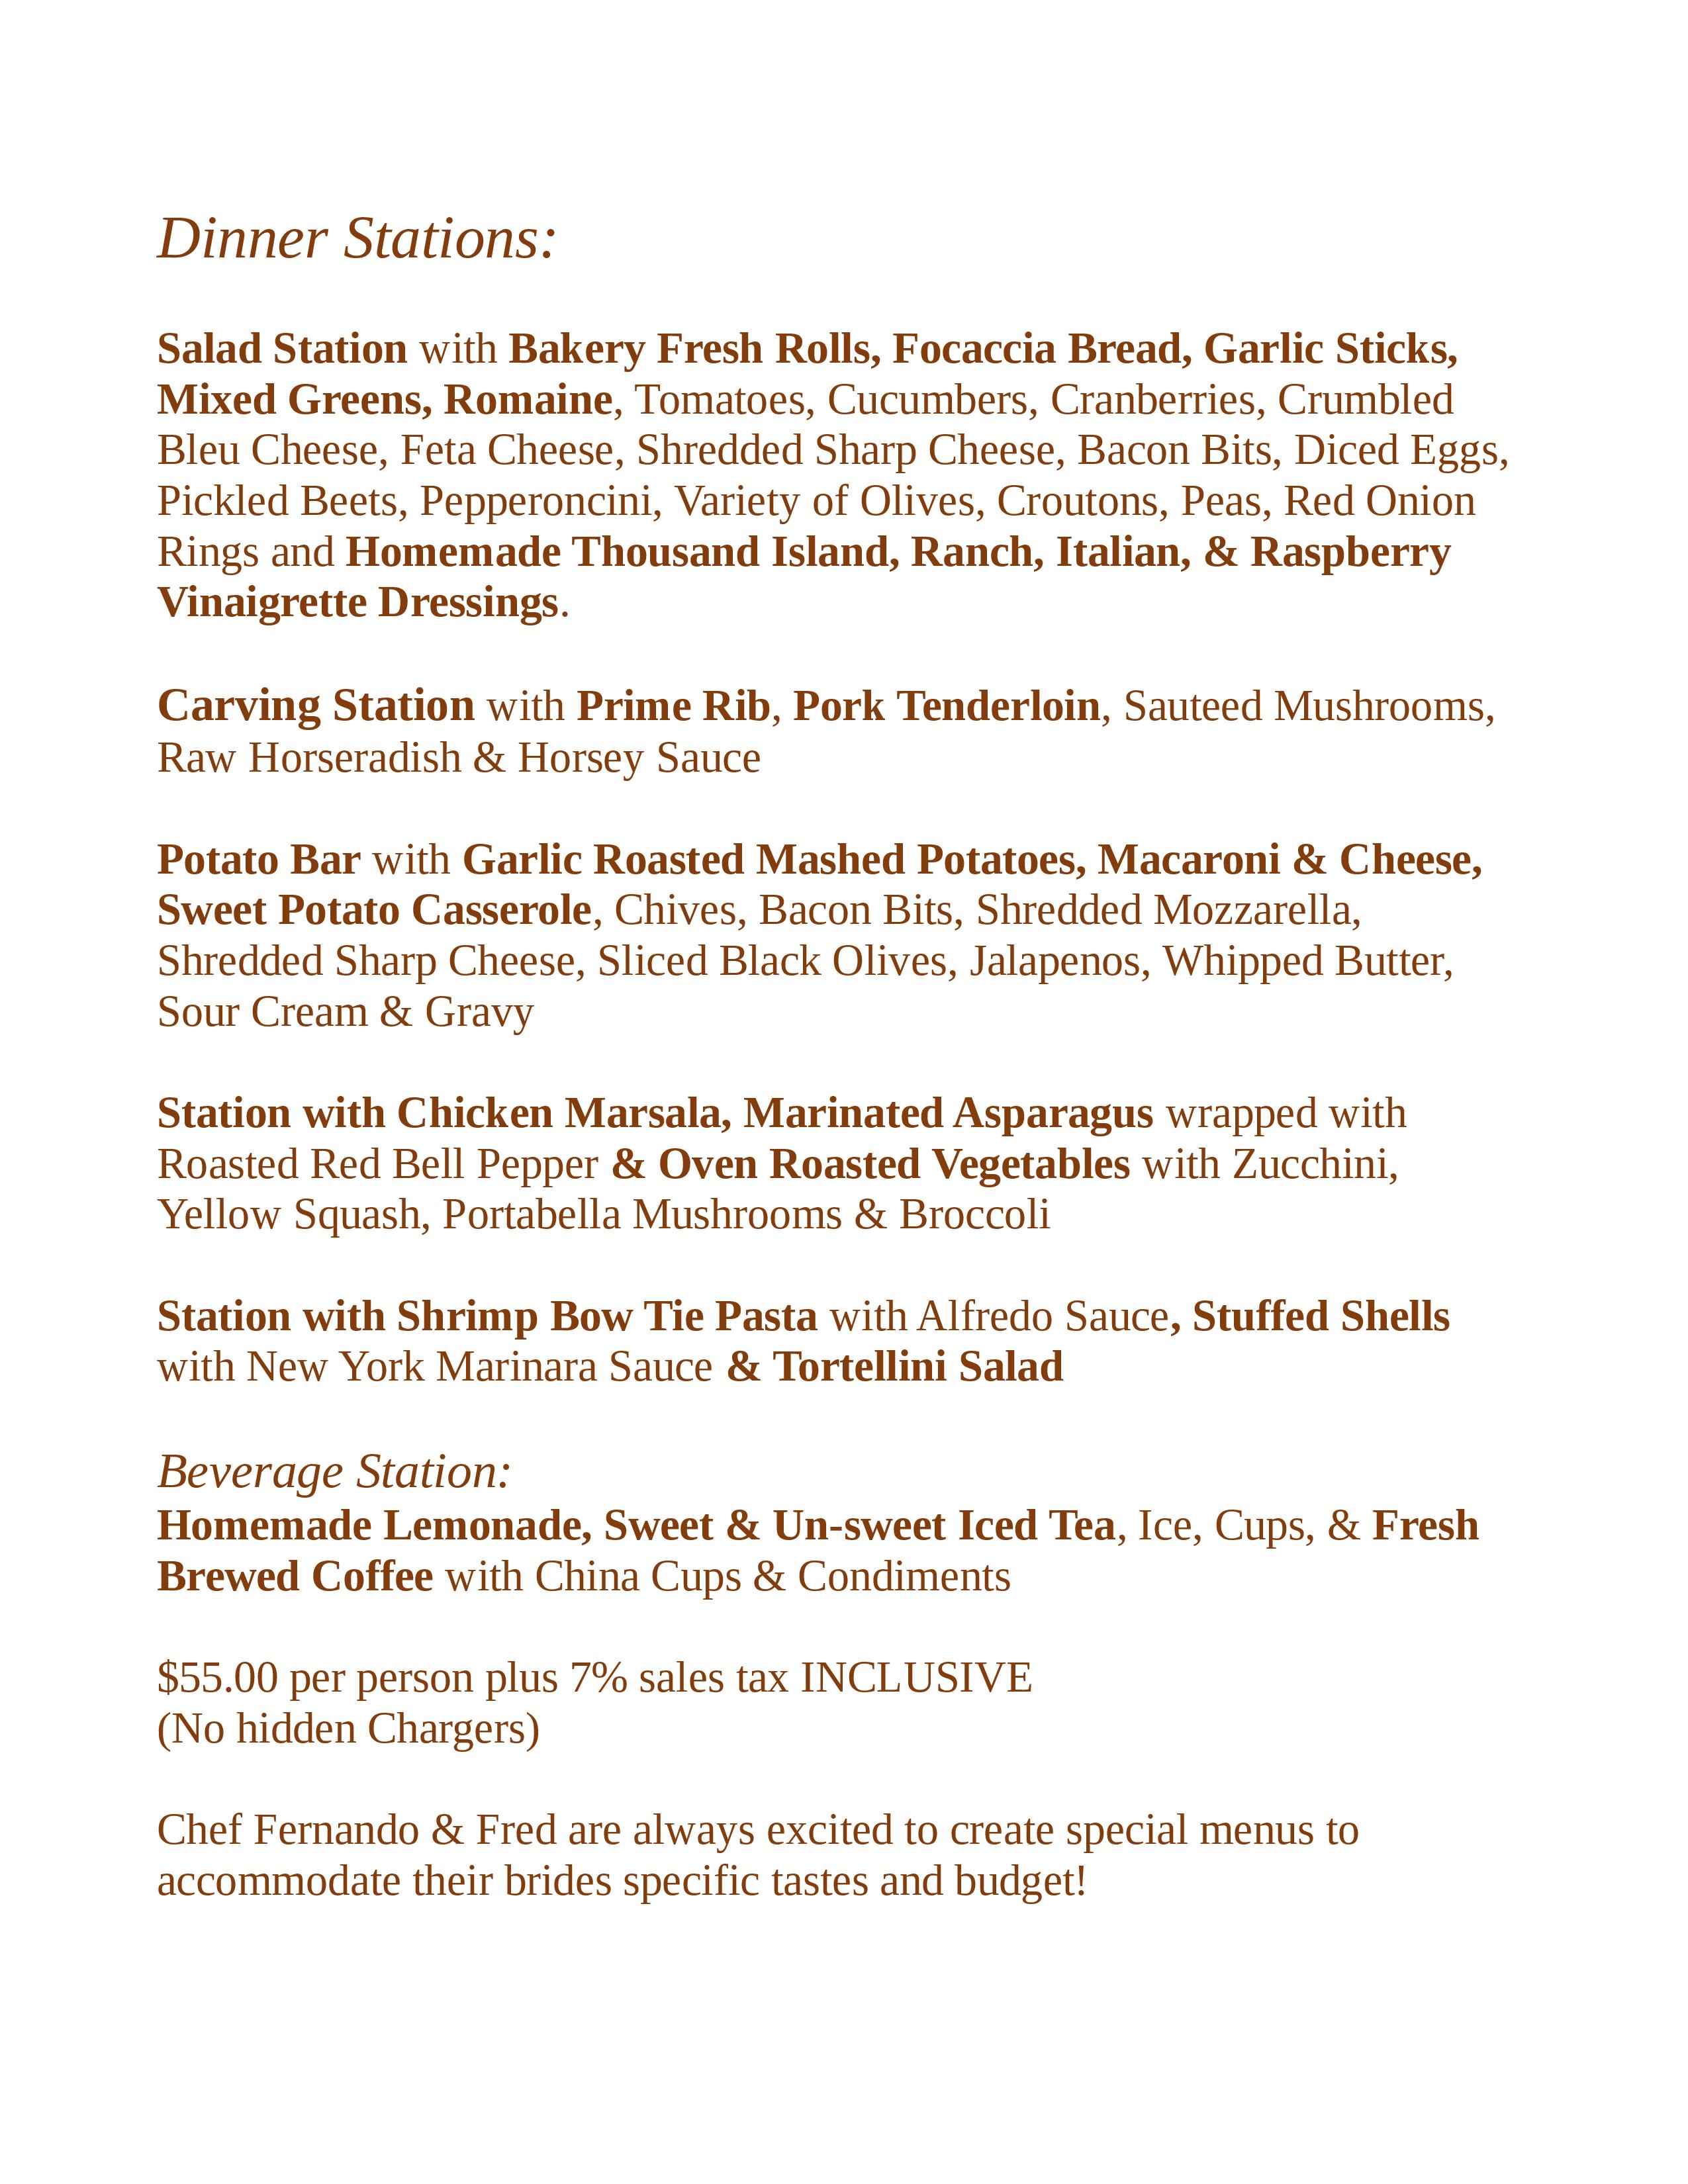 Dinner Stations:
Salad Station with Bakery Fresh Rolls, Focaccia Bread, Garlic Sticks,
Mixed Greens, Romaine, Tomatoes, Cucumbers, Cranberries, Crumbled
Bleu Cheese, Feta Cheese, Shredded Sharp Cheese, Bacon Bits, Diced Eggs,
Pickled Beets, Pepperoncini, Variety of Olives, Croutons, Peas, Red Onion
Rings and Homemade Thousand Island, Ranch, Italian, & Raspberry
Vinaigrette Dressings.
Carving Station with Prime Rib, Pork Tenderloin, Sauteed Mushrooms,
Raw Horseradish & Horsey Sauce
Potato Bar with Garlic Roasted Mashed Potatoes, Macaroni & Cheese,
Sweet Potato Casserole, Chives, Bacon Bits, Shredded Mozzarella,
Shredded Sharp Cheese, Sliced Black Olives, Jalapenos, Whipped Butter,
Sour Cream & Gravy
Station with Chicken Marsala, Marinated Asparagus wrapped with
Roasted Red Bell Pepper & Oven Roasted Vegetables with Zucchini,
Yellow Squash, Portabella Mushrooms & Broccoli
Station with Shrimp Bow Tie Pasta with Alfredo Sauce, Stuffed Shells
with New York Marinara Sauce & Tortellini Salad
Beverage Station:
Homemade Lemonade, Sweet & Un-sweet Iced Tea, Ice, Cups, & Fresh
Brewed Coffee with China Cups & Condiments
$55.00 per person plus 7% sales tax INCLUSIVE
(No hidden Chargers)
Chef Fernando & Fred are always excited to create special menus to
accommodate their brides specific tastes and budget!